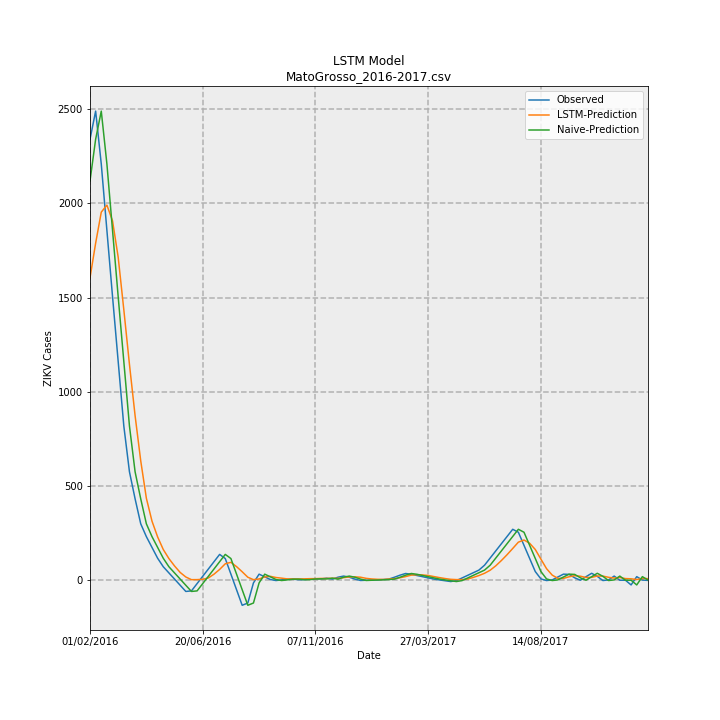 LSTM Model
MatoGrosso_2016-2017.csv
Observed
LSTM-Prediction
Naive-Prediction
2500
2000
1500
1000
500
0
ZIKV Cases
01/02/2016 20/06/2016 07/11/2016 27/03/2017 14/08/2017
Date